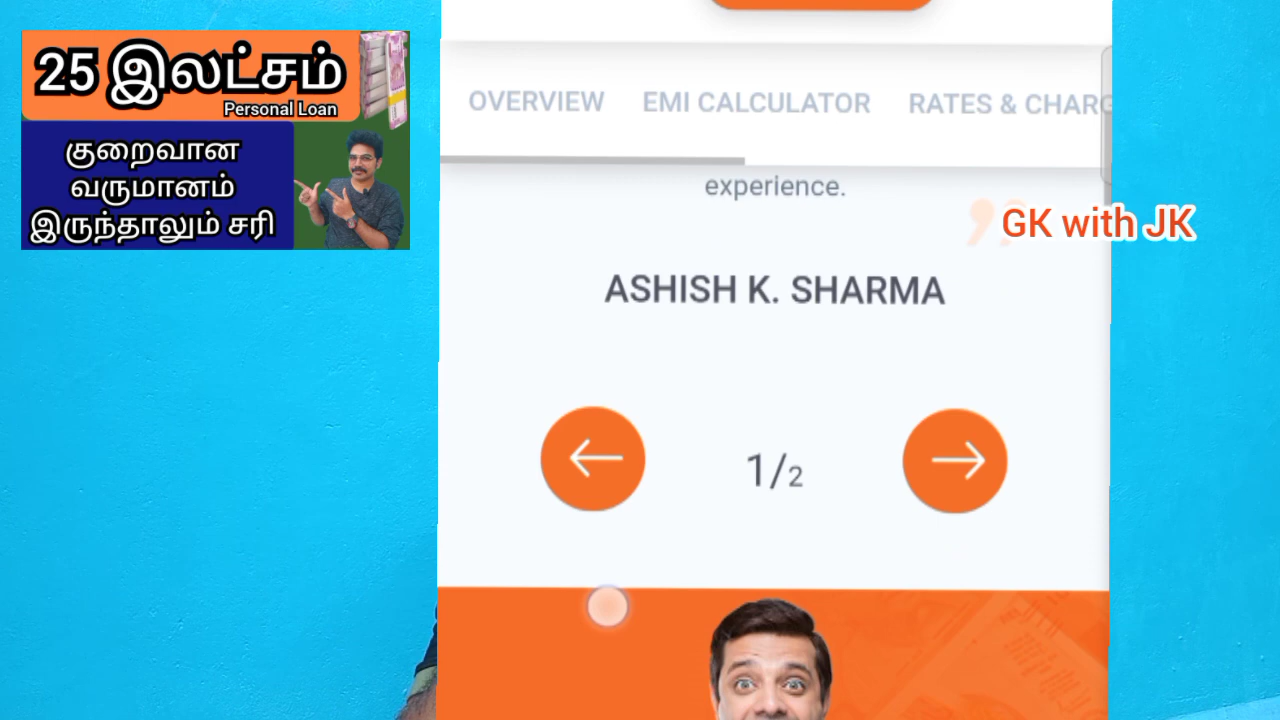 25 இலட்சம்
Personal Loan
குறைவான
வருமானம்
இருந்தாலும் சரி
OVERVIEW EMI CALCULATOR RATES & CHARG
experience.
GK with JK
ASHISH K. SHARMA
1/2